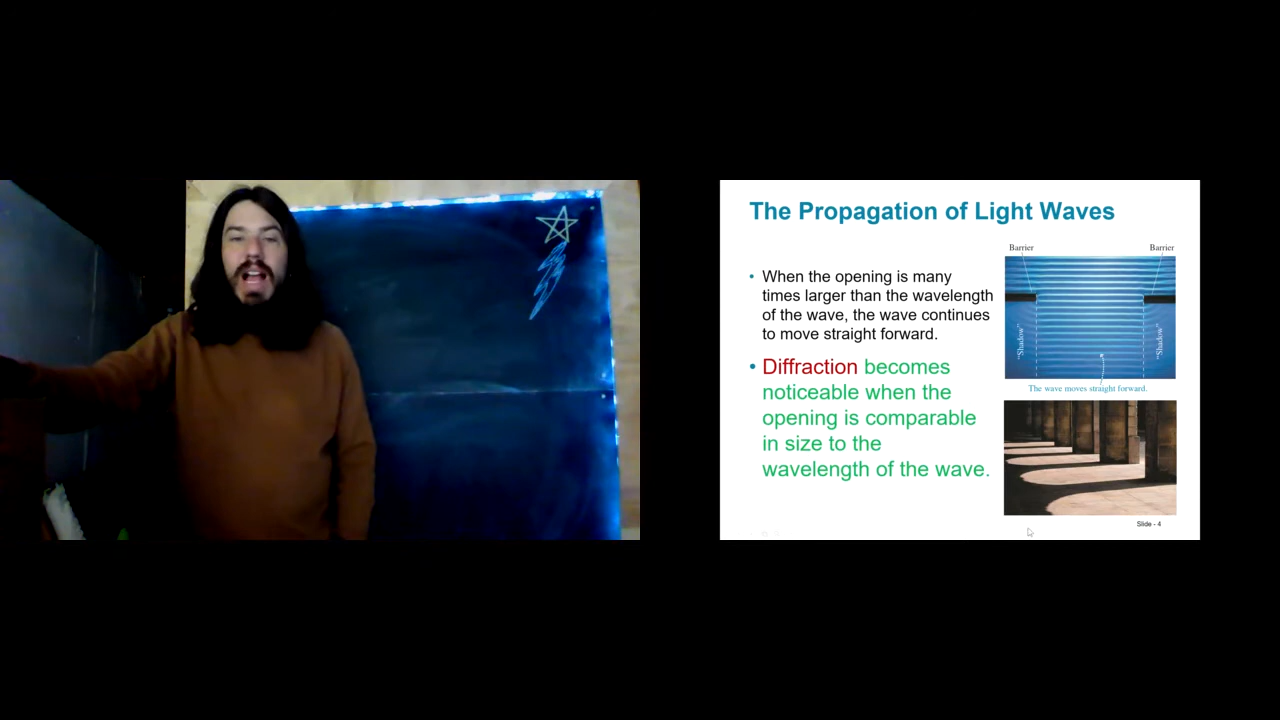 The Propagation of Light Waves
• When the opening is many
times larger than the wavelength
of the wave, the wave continues
to move straight forward.
• Diffraction becomes
noticeable when the
opening is comparable
in size to the
wavelength of the wave.
Barrier
Barrier
"Shadow"
"Shadow"
The wave moves straight forward.
Slide - 4